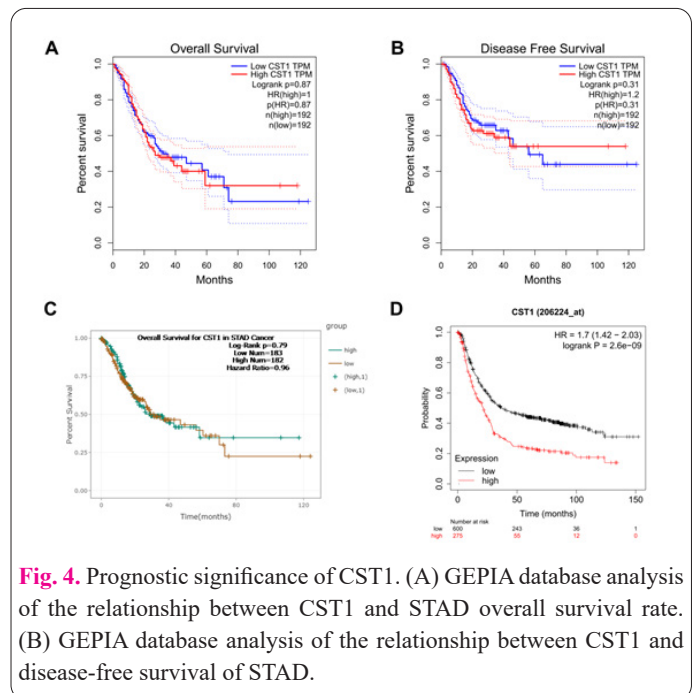 A
Overall Survival
Low CST1 TPM
High CST1 TPM
Logrank p=0.87
HR(high)=1
p(HR)=0.87
n(high)=192
n(low)=192
Percent survival
1.0
0.8
0.6
0.4
0.2
0.0
0 20 40 60 80 100 120
Months
B
Disease Free Survival
Low CST1 TPM
High CST1 TPM
Logrank p=0.31
HR(high)=1.2
p(HR)=0.31
n(high)=192
n(low)=192
Percent survival
1.0
0.8
0.6
0.4
0.2
0.0
0 20 40 60 80 100 120
Months
C
Overall Survival for CST1 in STAD Cancer
Log-Rank p=0.79
Low Num=183
High Num=182
Hazard Ratio=0.96
group
high
low
(high,1)
(low,1)
Percent Survival
1.00
0.75
0.50
0.25
0.00
0 40 80 120
Time(months)
D
CST1 (206224_at)
HR = 1.7 (1.42 − 2.03)
logrank P = 2.6e−09
Probability
1.0
0.8
0.6
0.4
0.2
0.0
Expression
low
high
0 50 100 150
Time (months)
Number at risk
low 600 243 36 1
high 275 55 12 0
Fig. 4. Prognostic significance of CST1. (A) GEPIA database analysis
of the relationship between CST1 and STAD overall survival rate.
(B) GEPIA database analysis of the relationship between CST1 and
disease-free survival of STAD.